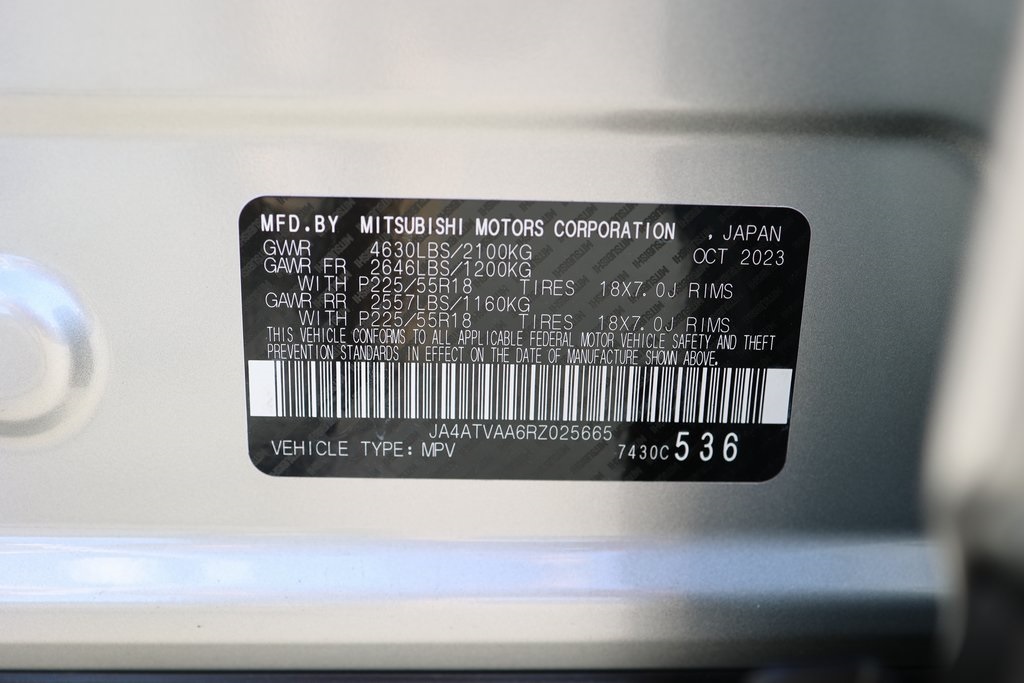 MFD.BY MITSUBISHI MOTORS CORPORATION , JAPAN
GWWR 4630LBS/2100KG OCT 2023
GAWR FR 2646LBS/1200KG
WITH P225/55R18 TIRES 18X7.0J RIMS
GAWR RR 2557LBS/1160KG
WITH P225/55R18 TIRES 18X7.0J RIMS
THIS VEHICLE CONFORMS TO ALL APPLICABLE FEDERAL MOTOR VEHICLE SAFETY AND THEFT
PREVENTION STANDARDS IN EFFECT ON THE DATE OF MANUFACTURE SHOWN ABOVE.
JA4ATVAA6RZ025665
VEHICLE TYPE: MPV 7430C 536